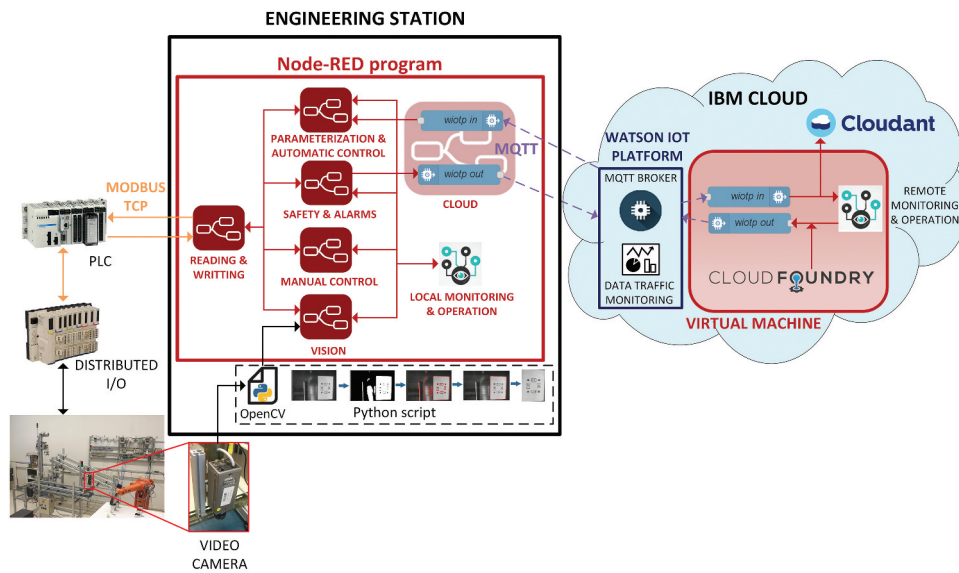 ENGINEERING STATION
Node-RED program
PARAMETERIZATION &
AUTOMATIC CONTROL
SAFETY & ALARMS
MANUAL CONTROL
VISION
READING &
WRITTING
wiotp in
wiotp out
CLOUD
LOCAL MONITORING
& OPERATION
MQTT
MODBUS
TCP
PLC
DISTRIBUTED
I/O
OpenCV
Python script
VIDEO
CAMERA
IBM CLOUD
Cloudant
WATSON IOT
PLATFORM
MQTT BROKER
DATA TRAFFIC
MONITORING
wiotp in
wiotp out
REMOTE
MONITORING
& OPERATION
CLOUD FOUNDRY
VIRTUAL MACHINE